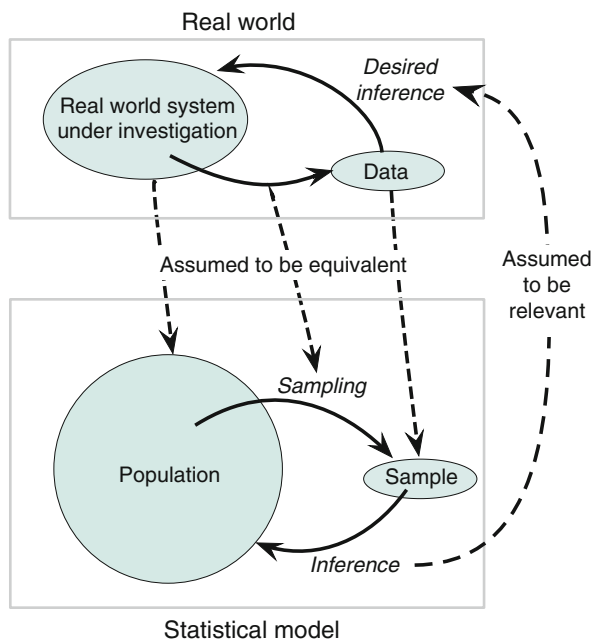 Real world
Desired
inference
Real world system
under investigation
Data
Assumed to be equivalent
Assumed
to be
relevant
Sampling
Population
Sample
Inference
Statistical model